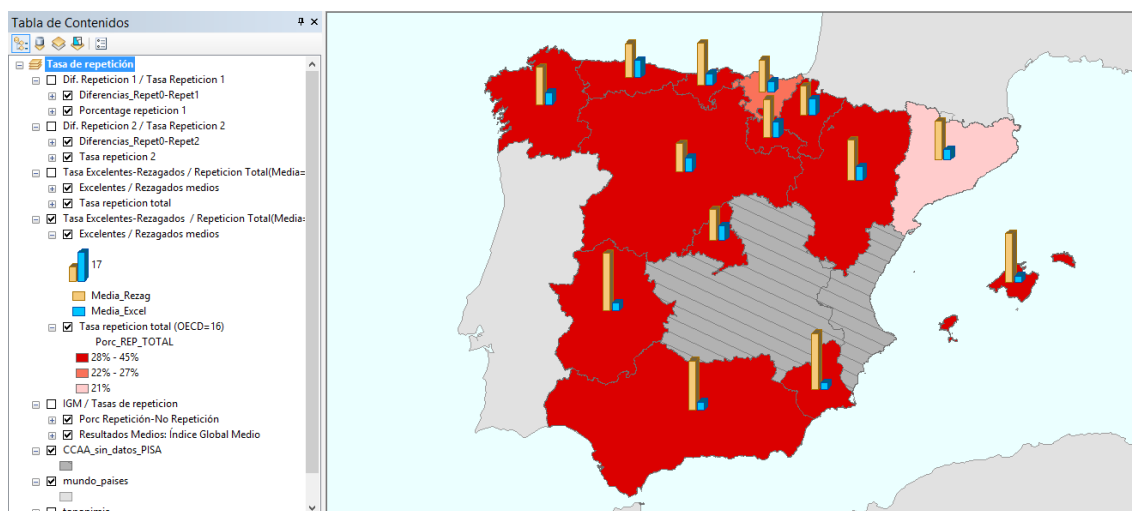 Tabla de Contenidos
Tasa de repetición
Dif. Repeticion 1 / Tasa Repeticion 1
Diferencias_Repet0-Repet1
Porcentage repeticion 1
Dif. Repeticion 2 / Tasa Repeticion 2
Diferencias_Repet0-Repet2
Tasa repeticion 2
Tasa Excelentes-Rezagados / Repeticion Total(Media=
Excelentes / Rezagados medios
Tasa repeticion total
Tasa Excelentes-Rezagados / Repeticion Total(Media=
Excelentes / Rezagados medios
17
Media_Rezag
Media_Excel
Tasa repeticion total (OECD=16)
Porc_REP_TOTAL
28% - 45%
22% - 27%
21%
IGM / Tasas de repeticion
Porc Repetición-No Repetición
Resultados Medios: Índice Global Medio
CCAA_sin_datos_PISA
mundo_paises